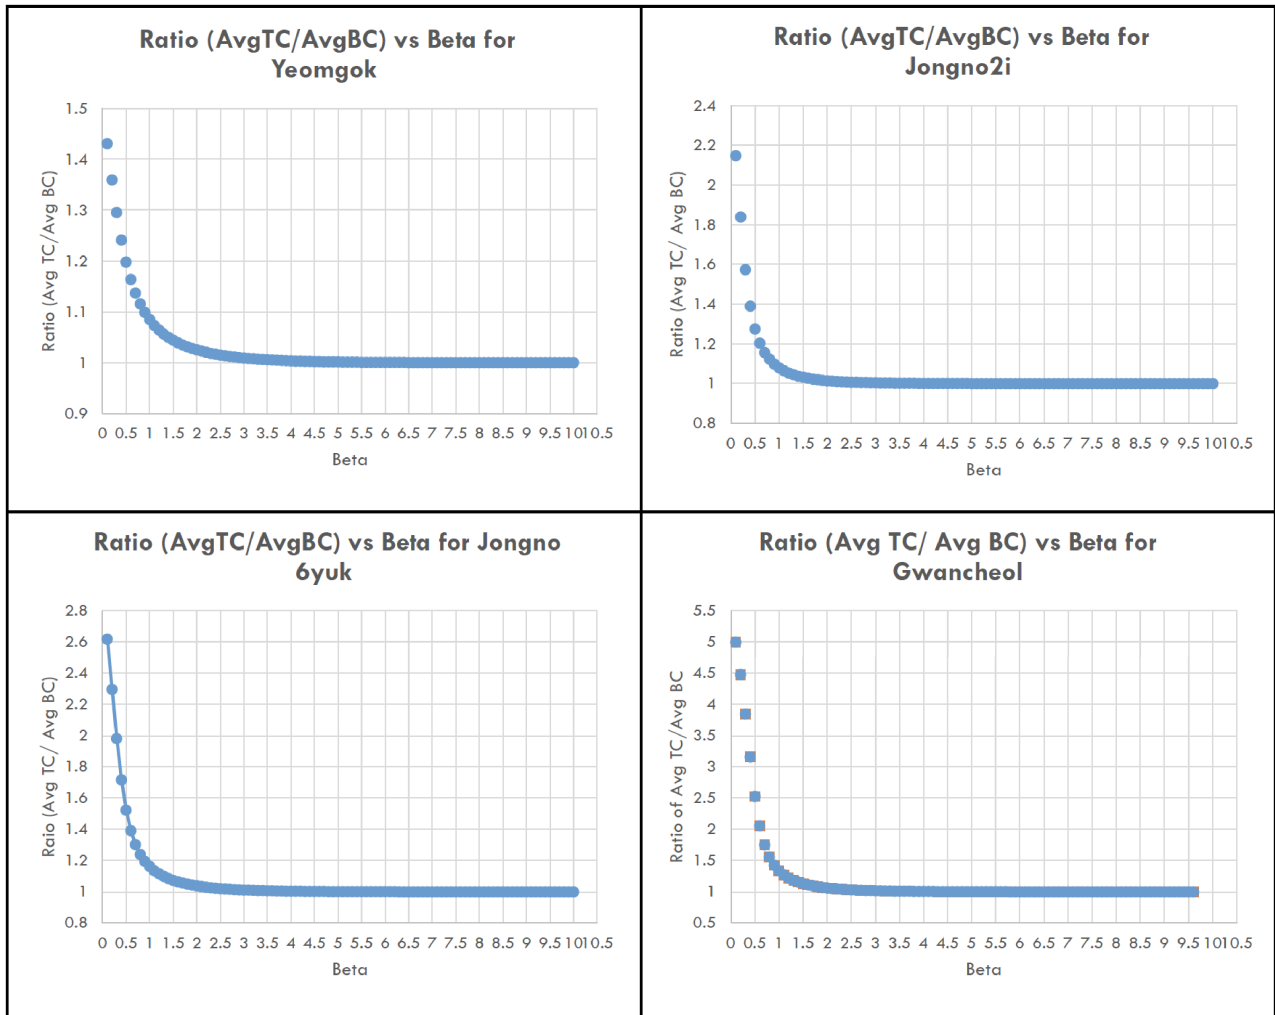 Ratio (AvgTC/AvgBC) vs Beta for
Yeomgok
Ratio (Avg TC/Avg BC)
1.5
1.4
1.3
1.2
1.1
1
0.9
0 0.5 1 1.5 2 2.5 3 3.5 4 4.5 5 5.5 6 6.5 7 7.5 8 8.5 9 9.5 10 10.5
Beta
Ratio (AvgTC/AvgBC) vs Beta for
Jongno2i
Ratio (Avg TC/ Avg BC)
2.4
2.2
2
1.8
1.6
1.4
1.2
1
0.8
0 0.5 1 1.5 2 2.5 3 3.5 4 4.5 5 5.5 6 6.5 7 7.5 8 8.5 9 9.5 10 10.5
Beta
Ratio (AvgTC/AvgBC) vs Beta for Jongno
6yuk
Raio (Avg TC/ Avg BC)
2.8
2.6
2.4
2.2
2
1.8
1.6
1.4
1.2
1
0.8
0 0.5 1 1.5 2 2.5 3 3.5 4 4.5 5 5.5 6 6.5 7 7.5 8 8.5 9 9.5 10 10.5
Beta
Ratio (Avg TC/ Avg BC) vs Beta for
Gwancheol
Ratio of Avg TC/Avg BC
5.5
5
4.5
4
3.5
3
2.5
2
1.5
1
0.5
0 0.5 1 1.5 2 2.5 3 3.5 4 4.5 5 5.5 6 6.5 7 7.5 8 8.5 9 9.5 10 10.5
Beta